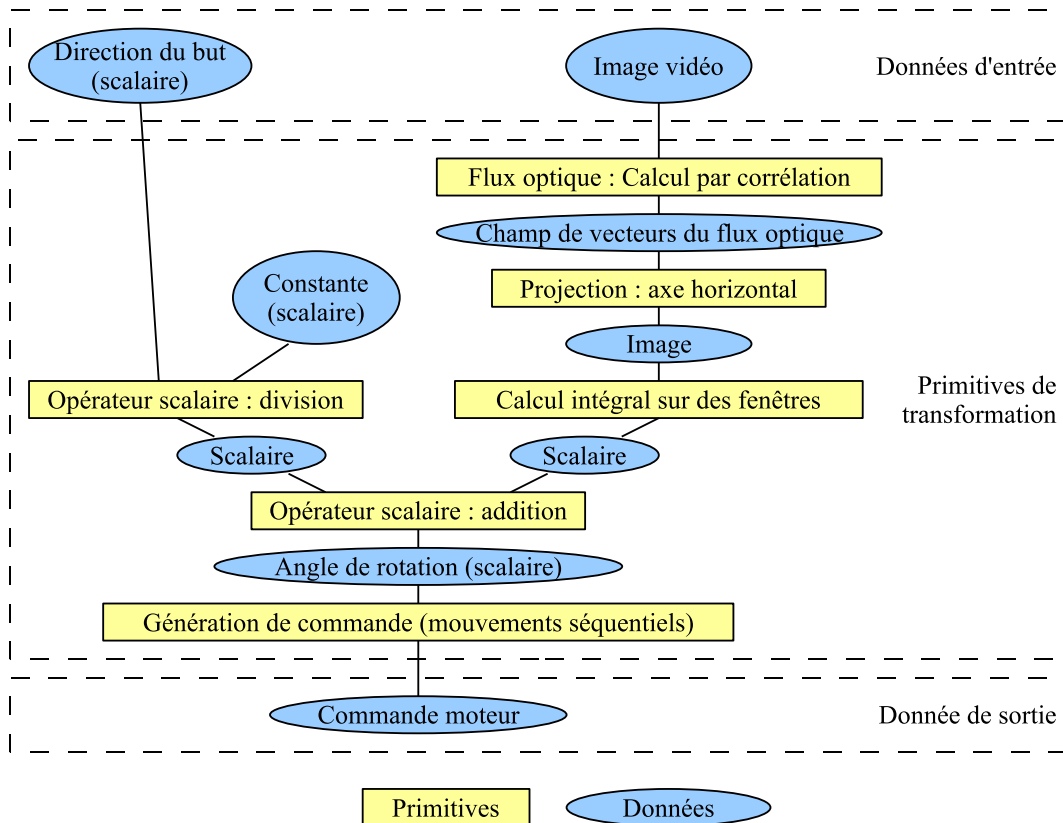 Direction du but
(scalaire)
Image vidéo
Données d'entrée
Flux optique : Calcul par corrélation
Champ de vecteurs du flux optique
Constante
(scalaire)
Projection : axe horizontal
Image
Opérateur scalaire : division
Calcul intégral sur des fenêtres
Primitives de
transformation
Scalaire
Scalaire
Opérateur scalaire : addition
Angle de rotation (scalaire)
Génération de commande (mouvements séquentiels)
Commande moteur
Donnée de sortie
Primitives
Données